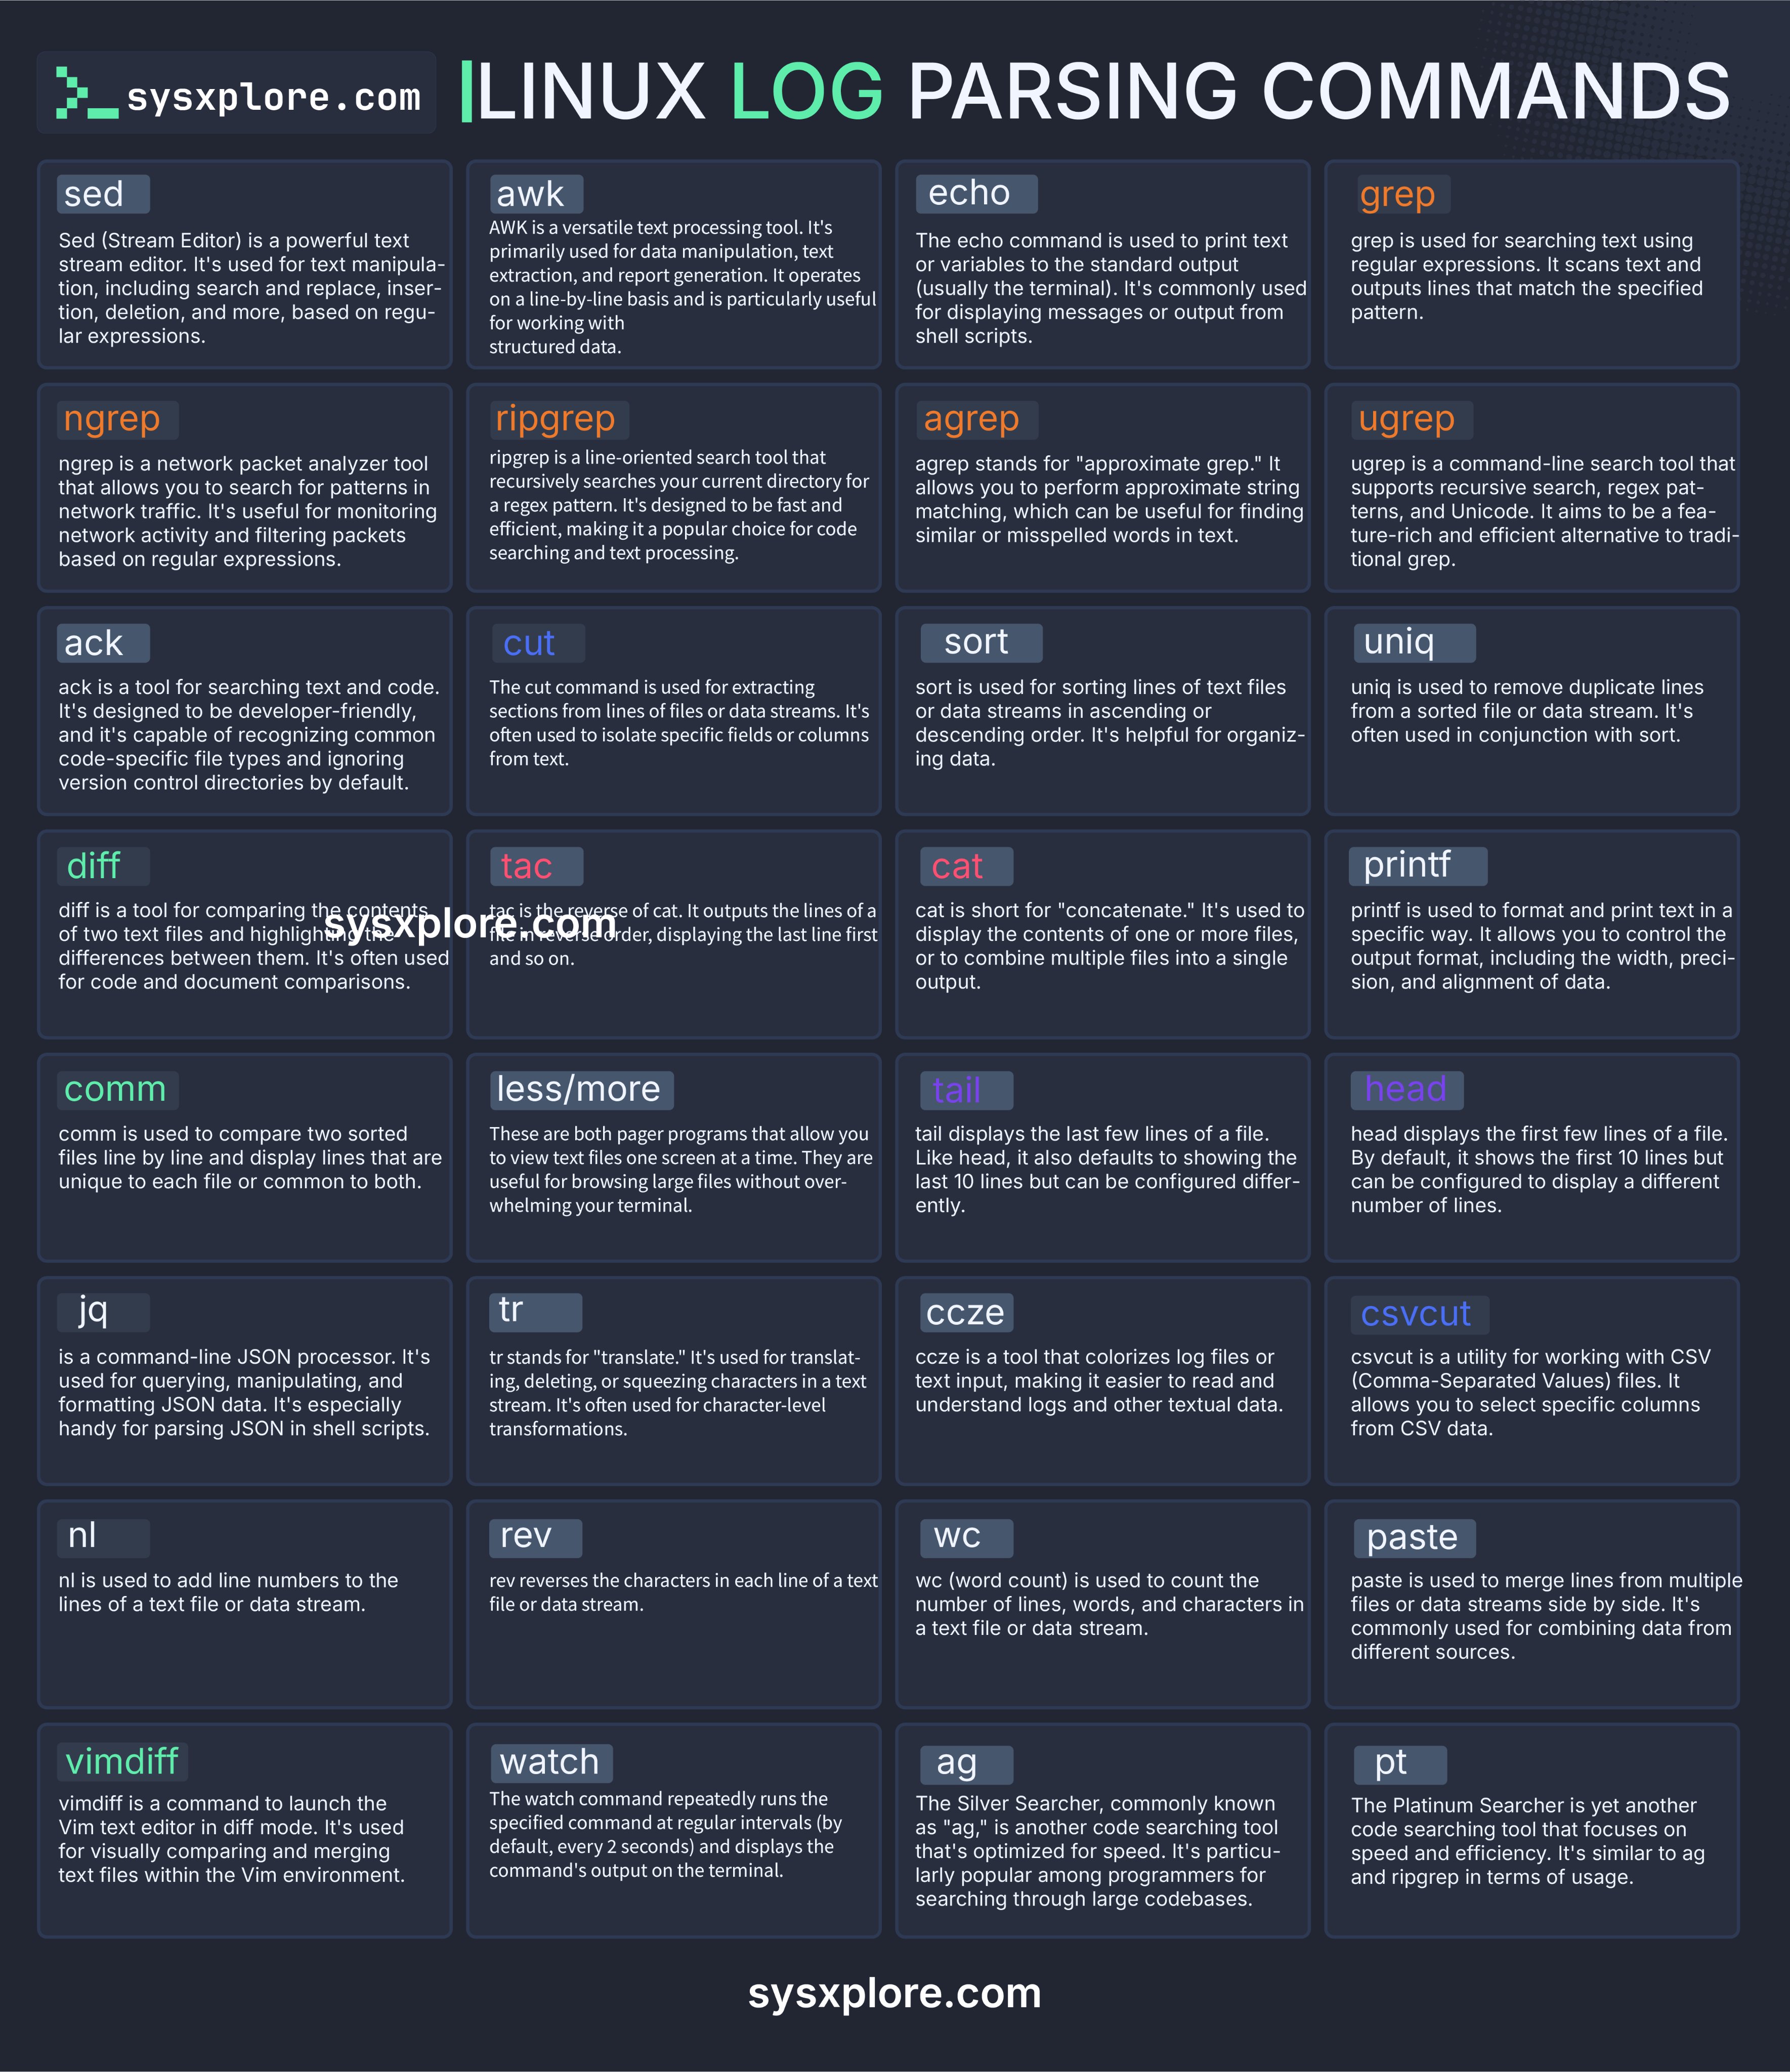 sysxplore.com
LINUX LOG PARSING COMMANDS
sed
Sed (Stream Editor) is a powerful text
stream editor. It's used for text manipula-
tion, including search and replace, inser-
tion, deletion, and more, based on regu-
lar expressions.
awk
AWK is a versatile text processing tool. It's
primarily used for data manipulation, text
extraction, and report generation. It operates
on a line-by-line basis and is particularly useful
for working with
structured data.
echo
The echo command is used to print text
or variables to the standard output
(usually the terminal). It's commonly used
for displaying messages or output from
shell scripts.
grep
grep is used for searching text using
regular expressions. It scans text and
outputs lines that match the specified
pattern.
ngrep
ngrep is a network packet analyzer tool
that allows you to search for patterns in
network traffic. It's useful for monitoring
network activity and filtering packets
based on regular expressions.
ripgrep
ripgrep is a line-oriented search tool that
recursively searches your current directory for
a regex pattern. It's designed to be fast and
efficient, making it a popular choice for code
searching and text processing.
agrep
agrep stands for "approximate grep." It
allows you to perform approximate string
matching, which can be useful for finding
similar or misspelled words in text.
ugrep
ugrep is a command-line search tool that
supports recursive search, regex pat-
terns, and Unicode. It aims to be a fea-
ture-rich and efficient alternative to tradi-
tional grep.
ack
ack is a tool for searching text and code.
It's designed to be developer-friendly,
and it's capable of recognizing common
code-specific file types and ignoring
version control directories by default.
cut
The cut command is used for extracting
sections from lines of files or data streams. It's
often used to isolate specific fields or columns
from text.
sort
sort is used for sorting lines of text files
or data streams in ascending or
descending order. It's helpful for organiz-
ing data.
uniq
uniq is used to remove duplicate lines
from a sorted file or data stream. It's
often used in conjunction with sort.
diff
diff is a tool for comparing the contents
of two text files and highlighting the
differences between them. It's often used
for code and document comparisons.
sysxplore.com
tac
tac is the reverse of cat. It outputs the lines of a
file in reverse order, displaying the last line first
and so on.
cat
cat is short for "concatenate." It's used to
display the contents of one or more files,
or to combine multiple files into a single
output.
printf
printf is used to format and print text in a
specific way. It allows you to control the
output format, including the width, preci-
sion, and alignment of data.
comm
comm is used to compare two sorted
files line by line and display lines that are
unique to each file or common to both.
less/more
These are both pager programs that allow you
to view text files one screen at a time. They are
useful for browsing large files without over-
whelming your terminal.
tail
tail displays the last few lines of a file.
Like head, it also defaults to showing the
last 10 lines but can be configured differ-
ently.
head
head displays the first few lines of a file.
By default, it shows the first 10 lines but
can be configured to display a different
number of lines.
jq
is a command-line JSON processor. It's
used for querying, manipulating, and
formatting JSON data. It's especially
handy for parsing JSON in shell scripts.
tr
tr stands for "translate." It's used for translat-
ing, deleting, or squeezing characters in a text
stream. It's often used for character-level
transformations.
ccze
ccze is a tool that colorizes log files or
text input, making it easier to read and
understand logs and other textual data.
csvcut
csvcut is a utility for working with CSV
(Comma-Separated Values) files. It
allows you to select specific columns
from CSV data.
nl
nl is used to add line numbers to the
lines of a text file or data stream.
rev
rev reverses the characters in each line of a text
file or data stream.
wc
wc (word count) is used to count the
number of lines, words, and characters in
a text file or data stream.
paste
paste is used to merge lines from multiple
files or data streams side by side. It's
commonly used for combining data from
different sources.
vimdiff
vimdiff is a command to launch the
Vim text editor in diff mode. It's used
for visually comparing and merging
text files within the Vim environment.
watch
The watch command repeatedly runs the
specified command at regular intervals (by
default, every 2 seconds) and displays the
command's output on the terminal.
ag
The Silver Searcher, commonly known
as "ag," is another code searching tool
that's optimized for speed. It's particu-
larly popular among programmers for
searching through large codebases.
pt
The Platinum Searcher is yet another
code searching tool that focuses on
speed and efficiency. It's similar to ag
and ripgrep in terms of usage.
sysxplore.com